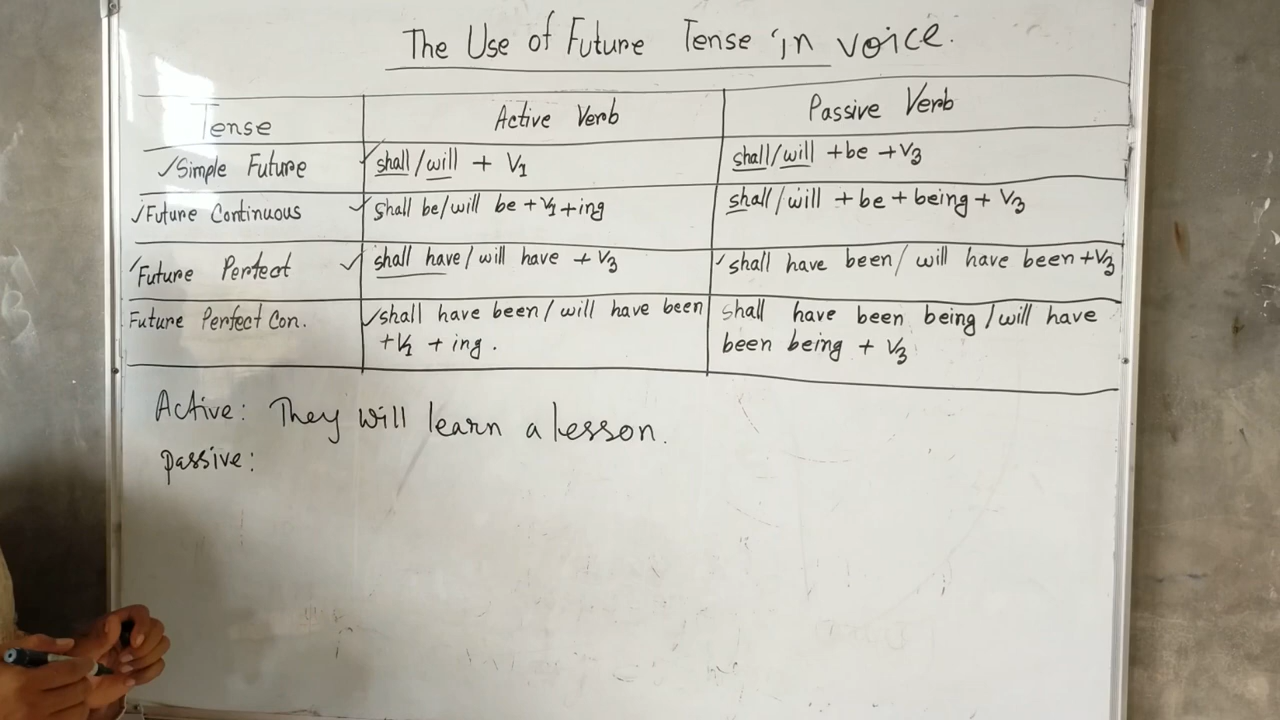 The Use of Future Tense in voice.
Tense Active Verb Passive Verb
✓Simple Future ✓shall/will + V1 shall/will +be +V3
✓Future Continuous ✓shall be/will be +V1+ing shall/will +be+being+V3
✓Future Perfect ✓shall have/will have +V3 ✓shall have been/ will have been+V3
Future Perfect Con. ✓shall have been/will have been shall have been being/will have
+V1 + ing. been being + V3
Active: They will learn a lesson.
passive: